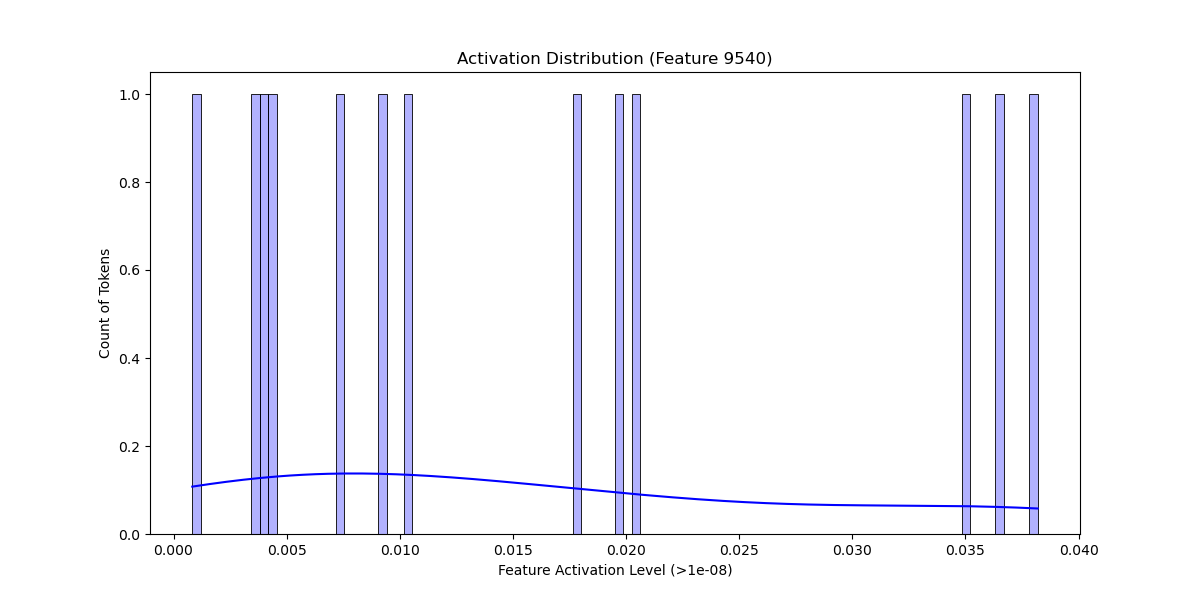 Activation Distribution (Feature 9540)
Count of Tokens
1.0
0.8
0.6
0.4
0.2
0.0
0.000 0.005 0.010 0.015 0.020 0.025 0.030 0.035 0.040
Feature Activation Level (>1e-08)